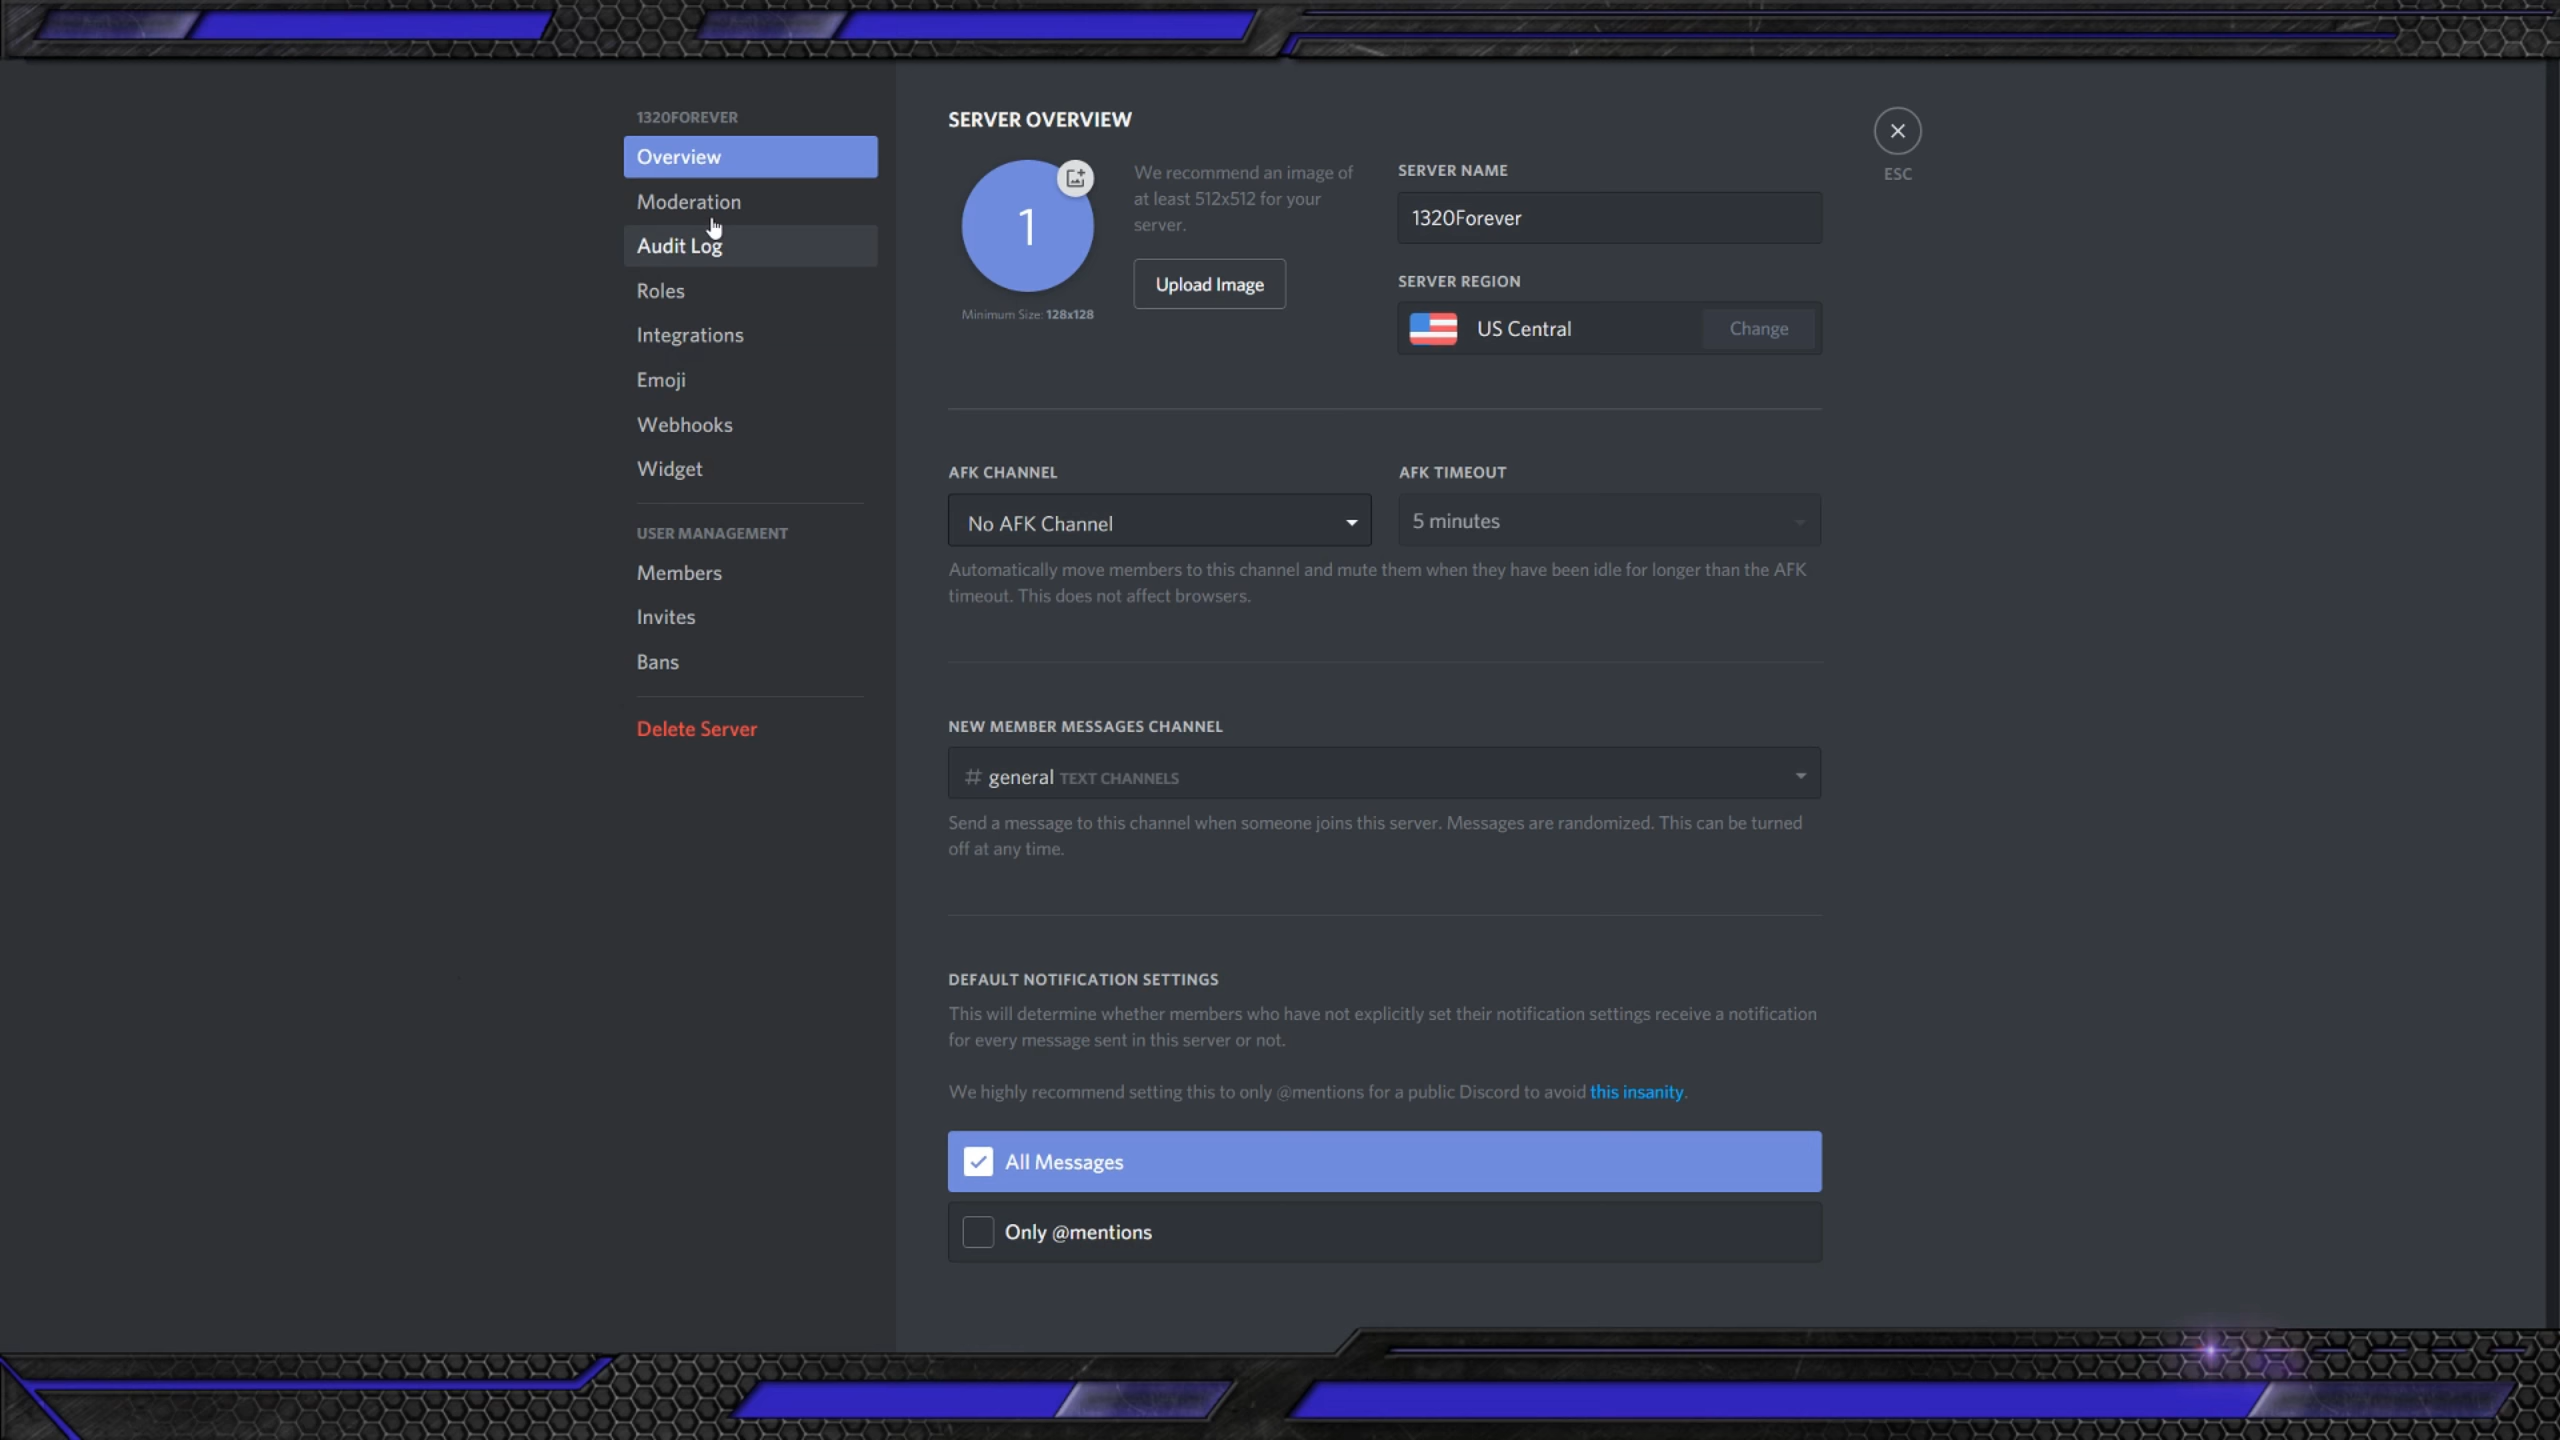 1320FOREVER
Overview
Moderation
Audit Log
Roles
Integrations
Emoji
Webhooks
Widget
USER MANAGEMENT
Members
Invites
Bans
Delete Server
SERVER OVERVIEW
1
Minimum Size: 128x128
We recommend an image of
at least 512x512 for your
server.
Upload Image
SERVER NAME
1320Forever
SERVER REGION
US Central
Change
ESC
AFK CHANNEL
No AFK Channel
AFK TIMEOUT
5 minutes
Automatically move members to this channel and mute them when they have been idle for longer than the AFK
timeout. This does not affect browsers.
NEW MEMBER MESSAGES CHANNEL
# general TEXT CHANNELS
Send a message to this channel when someone joins this server. Messages are randomized. This can be turned
off at any time.
DEFAULT NOTIFICATION SETTINGS
This will determine whether members who have not explicitly set their notification settings receive a notification
for every message sent in this server or not.
We highly recommend setting this to only @mentions for a public Discord to avoid this insanity.
All Messages
Only @mentions